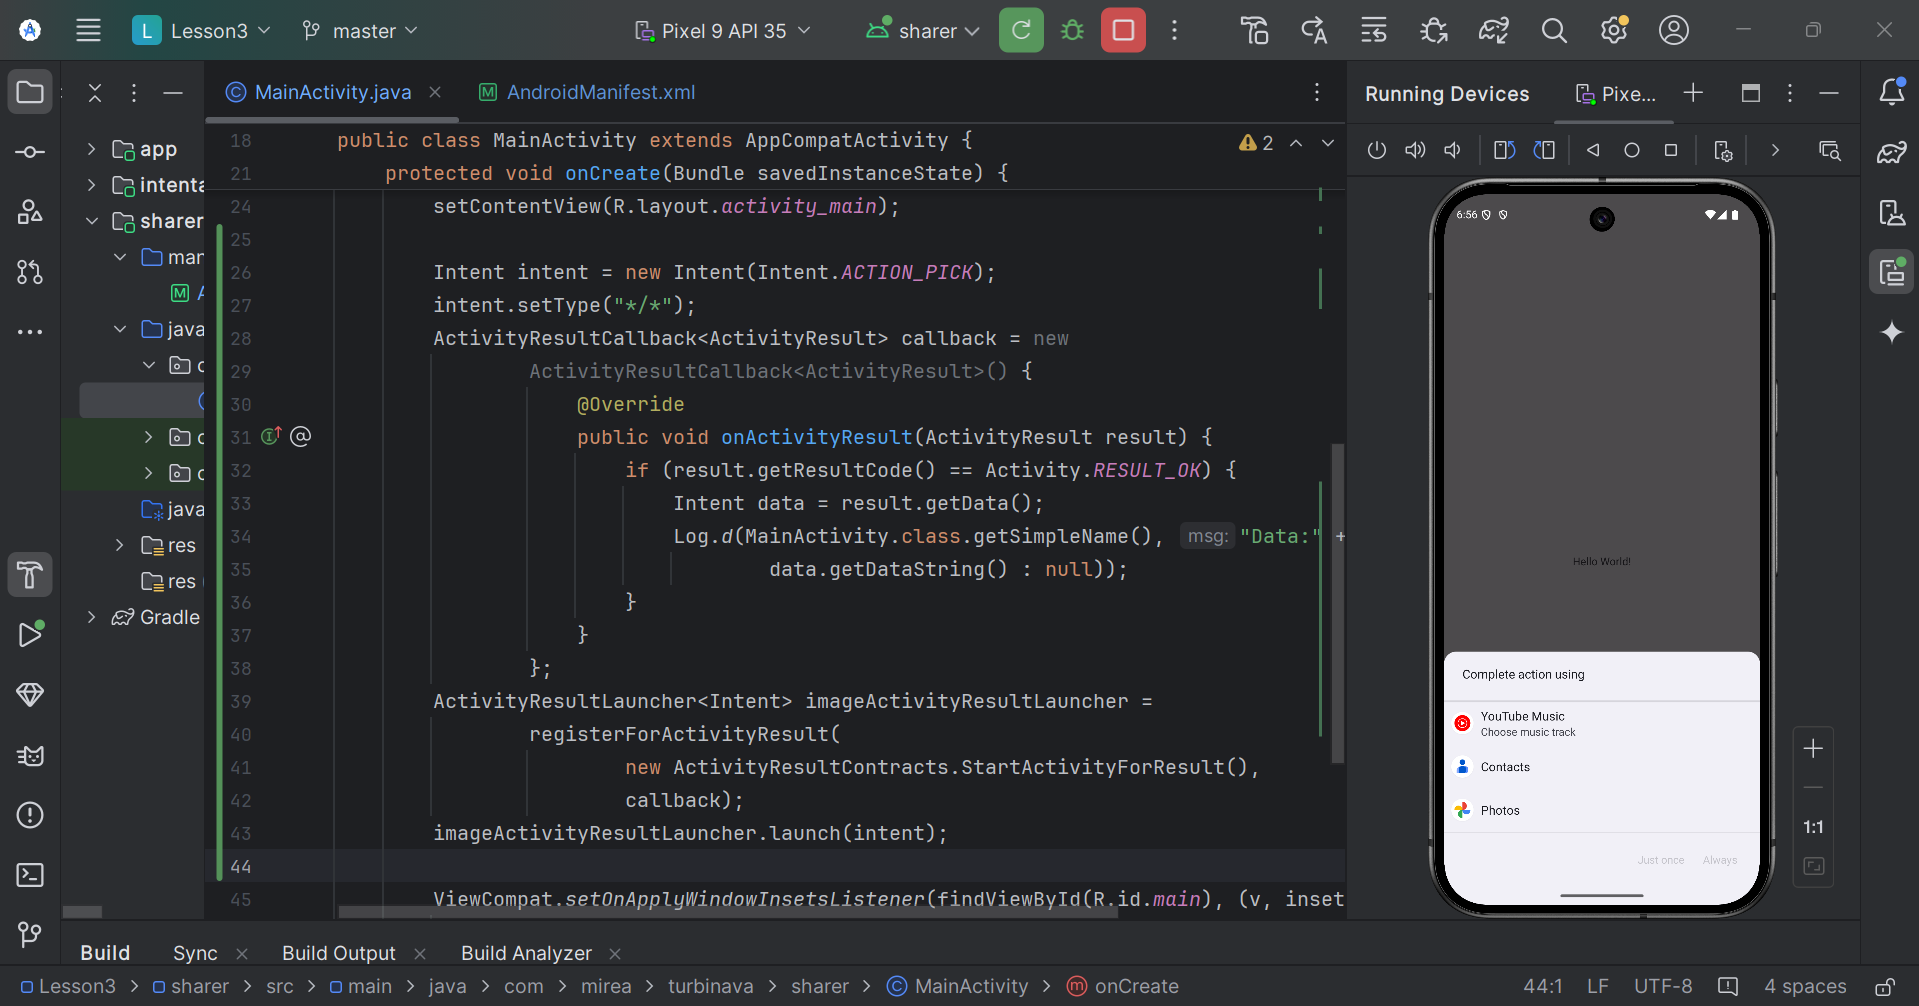 L Lesson3 master Pixel 9 API 35 sharer
MainActivity.java
AndroidManifest.xml
Running Devices
Pixe...
app
intenta
sharer
man
A
java
java
res
res
Gradle
2
18 public class MainActivity extends AppCompatActivity {
21 protected void onCreate(Bundle savedInstanceState) {
24 setContentView(R.layout.activity_main);
25
26 Intent intent = new Intent(Intent.ACTION_PICK);
27 intent.setType("*/*");
28 ActivityResultCallback<ActivityResult> callback = new
29 ActivityResultCallback<ActivityResult>() {
30 @Override
31 public void onActivityResult(ActivityResult result) {
32 if (result.getResultCode() == Activity.RESULT_OK) {
33 Intent data = result.getData();
34 Log.d(MainActivity.class.getSimpleName(), msg: "Data:" +
35 data.getDataString() : null));
36 }
37 }
38 };
39 ActivityResultLauncher<Intent> imageActivityResultLauncher =
40 registerForActivityResult(
41 new ActivityResultContracts.StartActivityForResult(),
42 callback);
43 imageActivityResultLauncher.launch(intent);
44
45 ViewCompat.setOnApplyWindowInsetsListener(findViewById(R.id.main), (v, inset
6:56
Hello World!
Complete action using
YouTube Music
Choose music track
Contacts
Photos
Just once Always
1:1
Build Sync Build Output Build Analyzer
Lesson3 > sharer > src > main > java > com > mirea > turbinava > sharer > MainActivity > onCreate
44:1 LF UTF-8 4 spaces